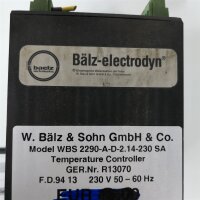 baelz
Bälz-electrodyn®
W. Bälz & Sohn GmbH & Co.
Model WBS 2290-A-D-2.14-230 SA
Temperature Controller
GER.Nr. R13070
F.D.94 13 230 V 50 – 60 Hz